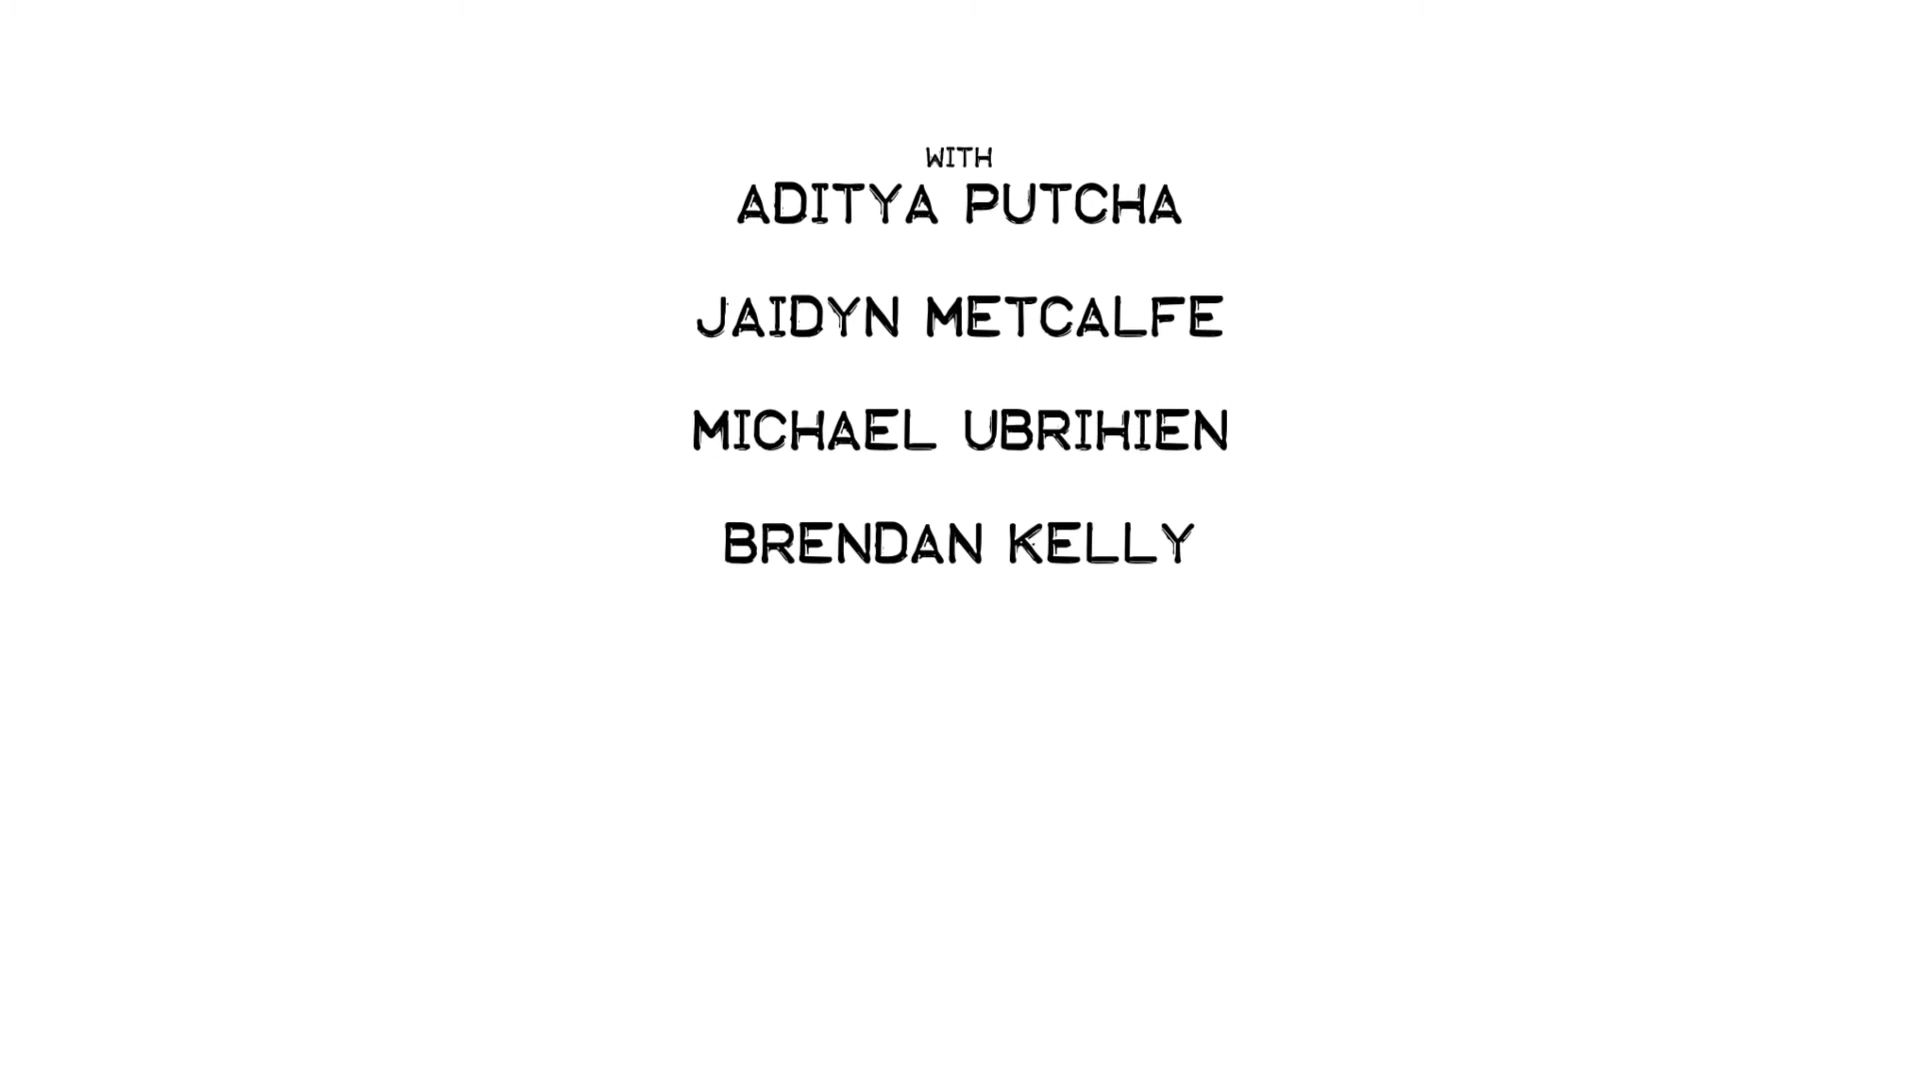 WITH
ADITYA PUTCHA
JAIDYN METCALFE
MICHAEL UBRIHIEN
BRENDAN KELLY